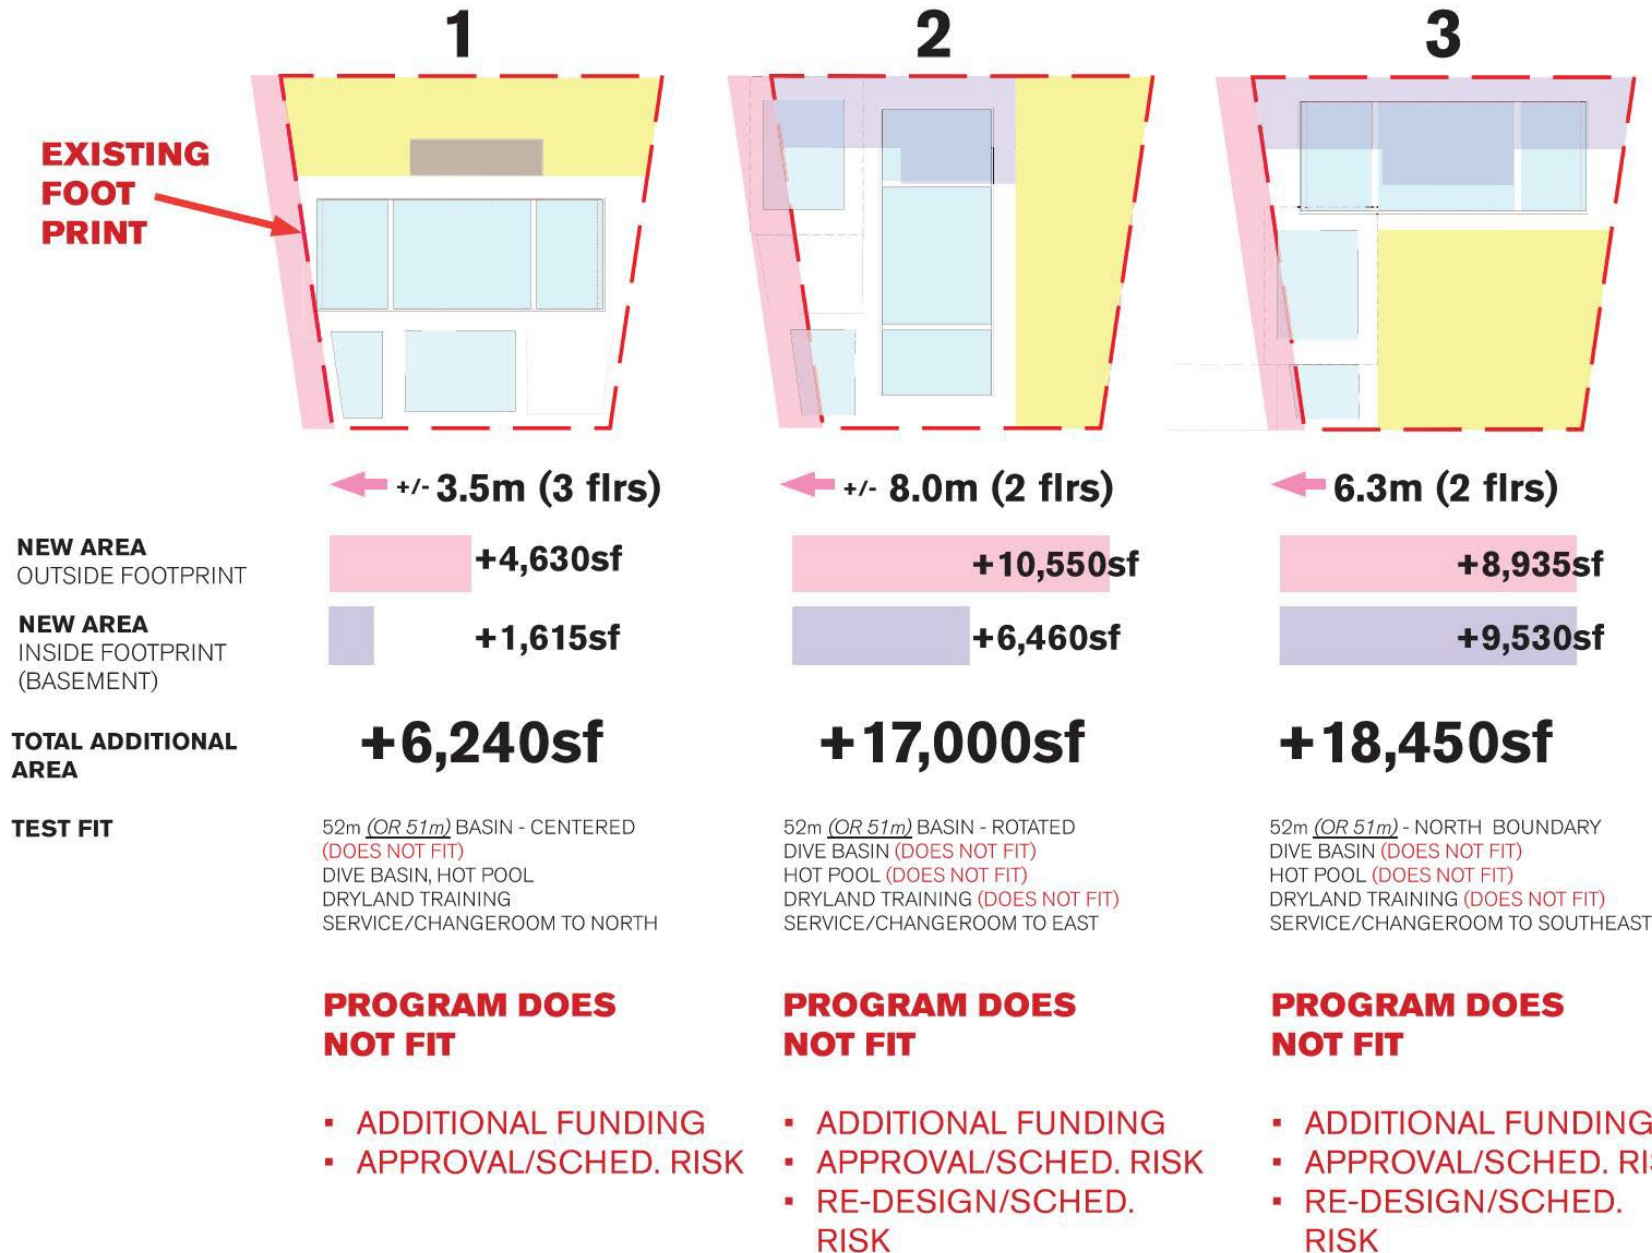 1
2
3
EXISTING
FOOT
PRINT
+/- 3.5m (3 flrs)
+/- 8.0m (2 flrs)
6.3m (2 flrs)
NEW AREA
OUTSIDE FOOTPRINT
+4,630sf
+10,550sf
+8,935sf
NEW AREA
INSIDE FOOTPRINT
(BASEMENT)
+1,615sf
+6,460sf
+9,530sf
TOTAL ADDITIONAL
AREA
+6,240sf
+17,000sf
+18,450sf
TEST FIT
52m (OR 51m) BASIN - CENTERED
(DOES NOT FIT)
DIVE BASIN, HOT POOL
DRYLAND TRAINING
SERVICE/CHANGEROOM TO NORTH
52m (OR 51m) BASIN - ROTATED
DIVE BASIN (DOES NOT FIT)
HOT POOL (DOES NOT FIT)
DRYLAND TRAINING (DOES NOT FIT)
SERVICE/CHANGEROOM TO EAST
52m (OR 51m) - NORTH BOUNDARY
DIVE BASIN (DOES NOT FIT)
HOT POOL (DOES NOT FIT)
DRYLAND TRAINING (DOES NOT FIT)
SERVICE/CHANGEROOM TO SOUTHEAST
PROGRAM DOES
NOT FIT
▪ ADDITIONAL FUNDING
▪ APPROVAL/SCHED. RISK
PROGRAM DOES
NOT FIT
▪ ADDITIONAL FUNDING
▪ APPROVAL/SCHED. RISK
▪ RE-DESIGN/SCHED.
RISK
PROGRAM DOES
NOT FIT
▪ ADDITIONAL FUNDING
▪ APPROVAL/SCHED. RI
▪ RE-DESIGN/SCHED.
RISK